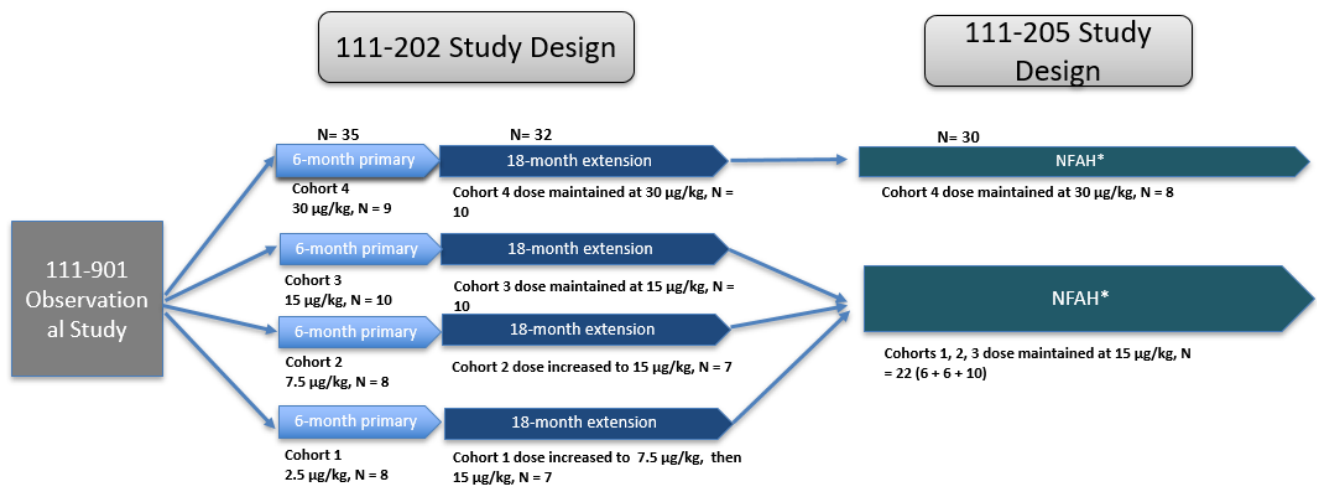 111-202 Study Design
111-205 Study
Design
N= 35
N= 32
N= 30
6-month primary
18-month extension
NFAH*
Cohort 4
30 µg/kg, N = 9
Cohort 4 dose maintained at 30 µg/kg, N =
10
Cohort 4 dose maintained at 30 µg/kg, N = 8
111-901
Observation
al Study
6-month primary
18-month extension
Cohort 3
15 µg/kg, N = 10
Cohort 3 dose maintained at 15 µg/kg, N =
10
NFAH*
6-month primary
18-month extension
Cohort 2
7.5 µg/kg, N = 8
Cohort 2 dose increased to 15 µg/kg, N = 7
Cohorts 1, 2, 3 dose maintained at 15 µg/kg, N
= 22 (6 + 6 + 10)
6-month primary
18-month extension
Cohort 1
2.5 µg/kg, N = 8
Cohort 1 dose increased to 7.5 µg/kg, then
15 µg/kg, N = 7